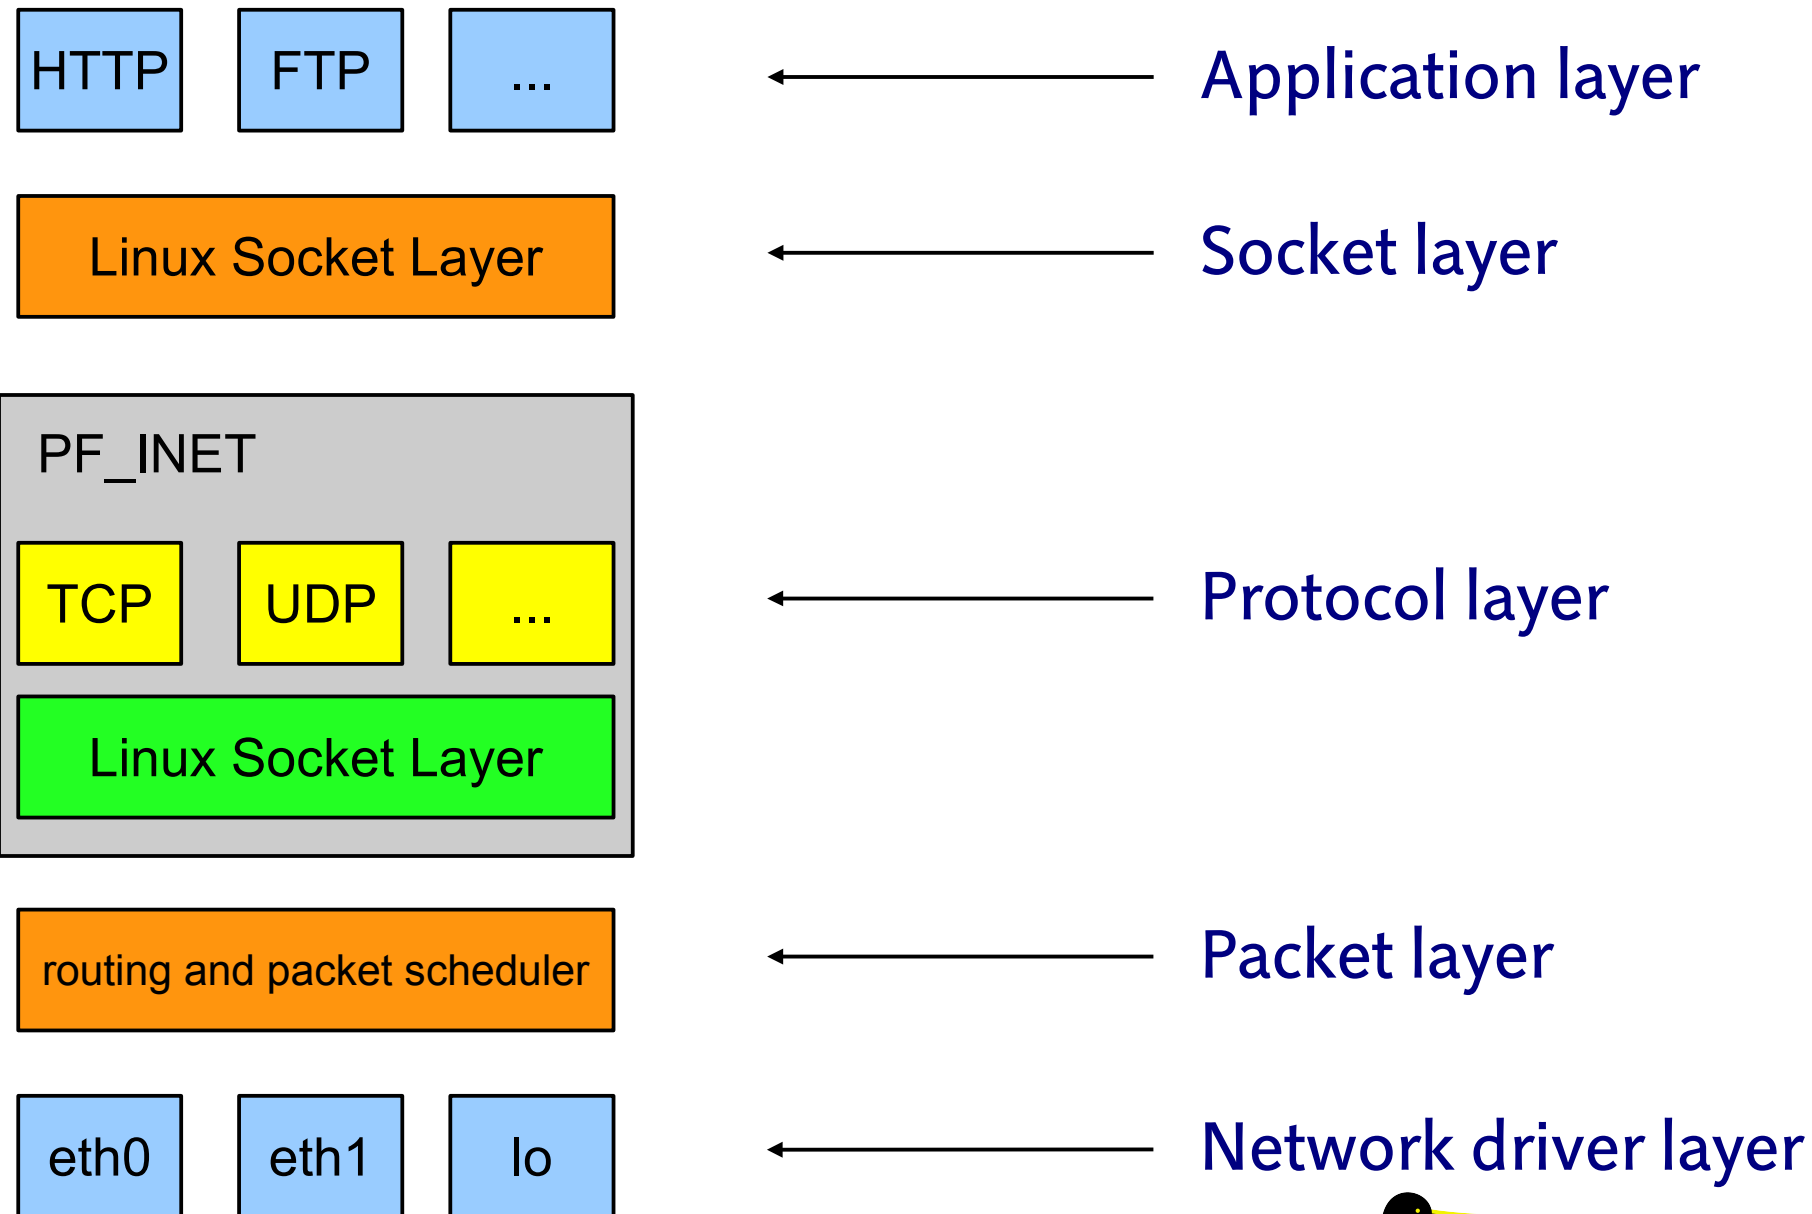 HTTP FTP ... Application layer
Linux Socket Layer Socket layer
PF_INET
TCP UDP ... Protocol layer
Linux Socket Layer
routing and packet scheduler Packet layer
eth0 eth1 lo Network driver layer